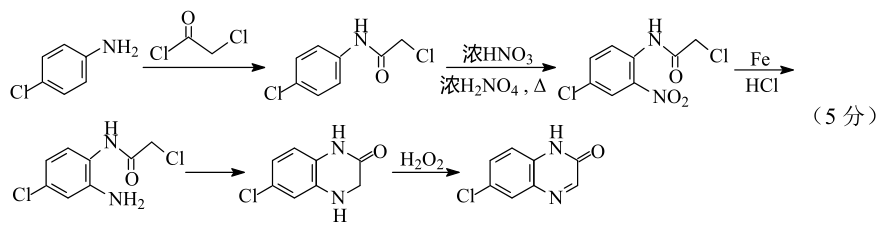 NH₂
Cl
O
Cl
Cl
H
N
Cl
O
Cl
浓HNO₃
浓H₂NO₄ , Δ
H
N
Cl
O
Cl
NO₂
Fe
HCl
(5 分)
H
N
Cl
O
Cl
NH₂
H
N
O
Cl
N
H
H₂O₂
H
N
O
Cl
N